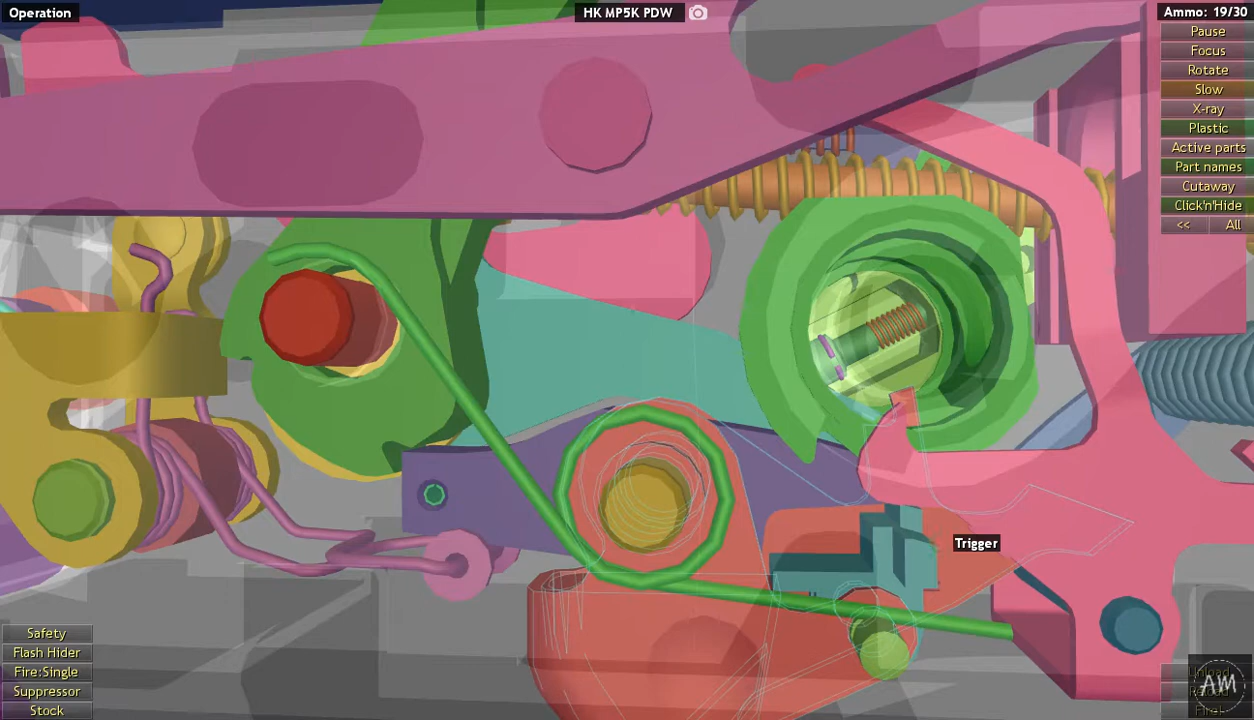 Operation
HK MP5K PDW
Ammo: 19/30
Pause
Focus
Rotate
Slow
X-ray
Plastic
Active parts
Part names
Cutaway
Click'n'Hide
<< All
Trigger
Safety
Flash Hider
Fire:Single
Suppressor
Stock
AW